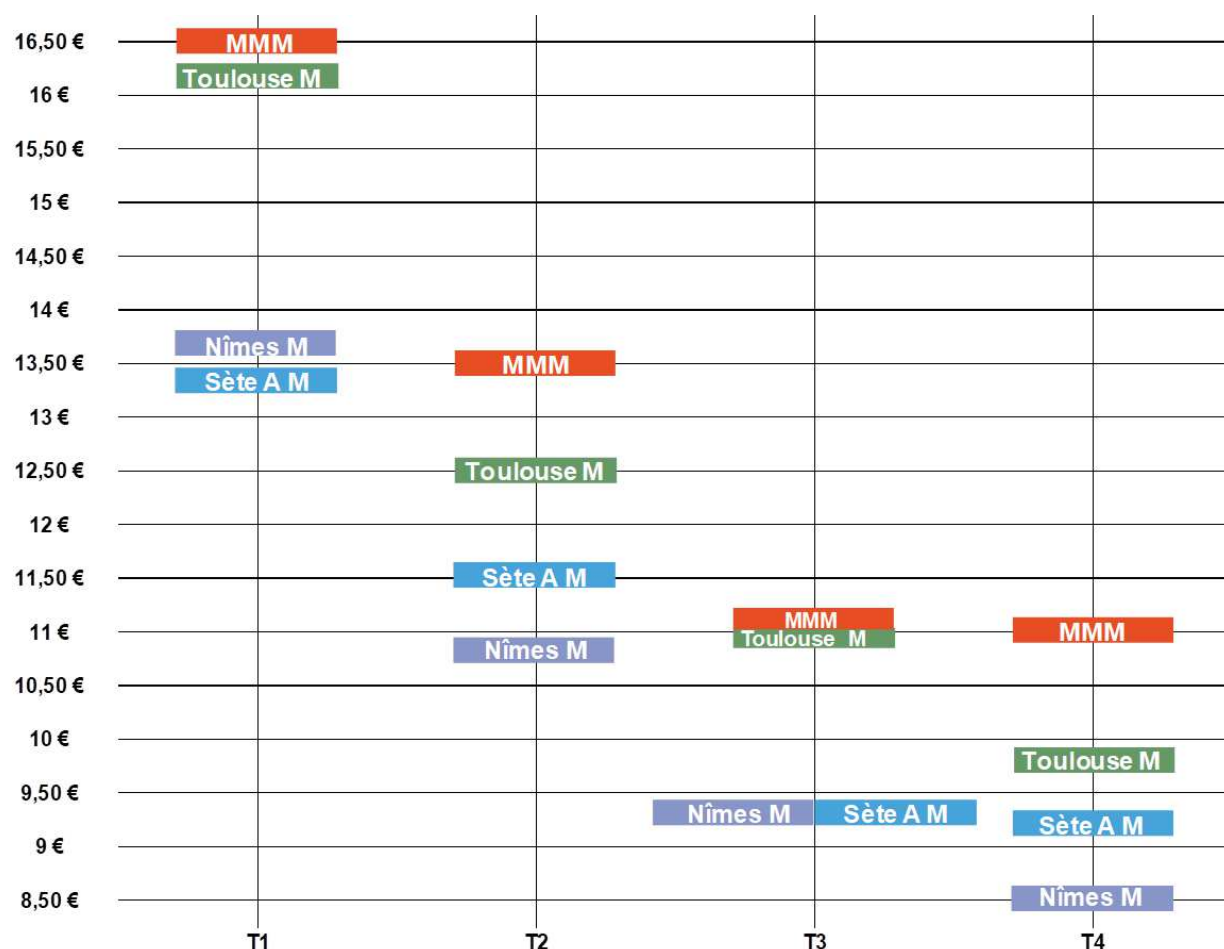 16,50 €
MMM
Toulouse M
16 €
15,50 €
15 €
14,50 €
14 €
Nîmes M
13,50 €
MMM
Sète A M
13 €
12,50 €
Toulouse M
12 €
11,50 €
Sète A M
11 €
MMM
MMM
Toulouse M
Nîmes M
10,50 €
10 €
Toulouse M
9,50 €
Nîmes M
Sète A M
Sète A M
9 €
8,50 €
Nîmes M
T1
T2
T3
T4